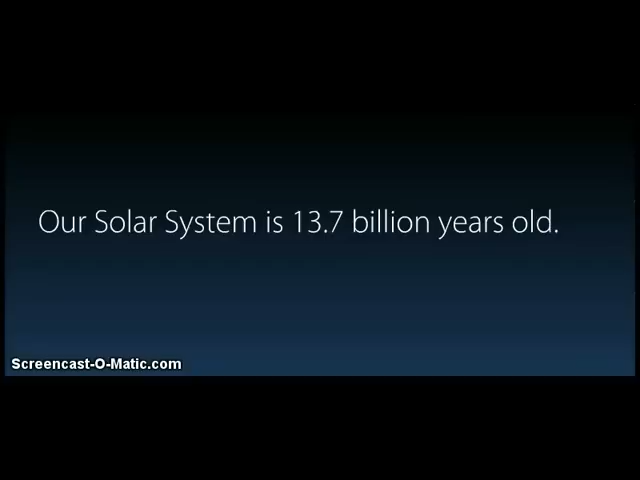 Our Solar System is 13.7 billion years old.
Screencast-O-Matic.com